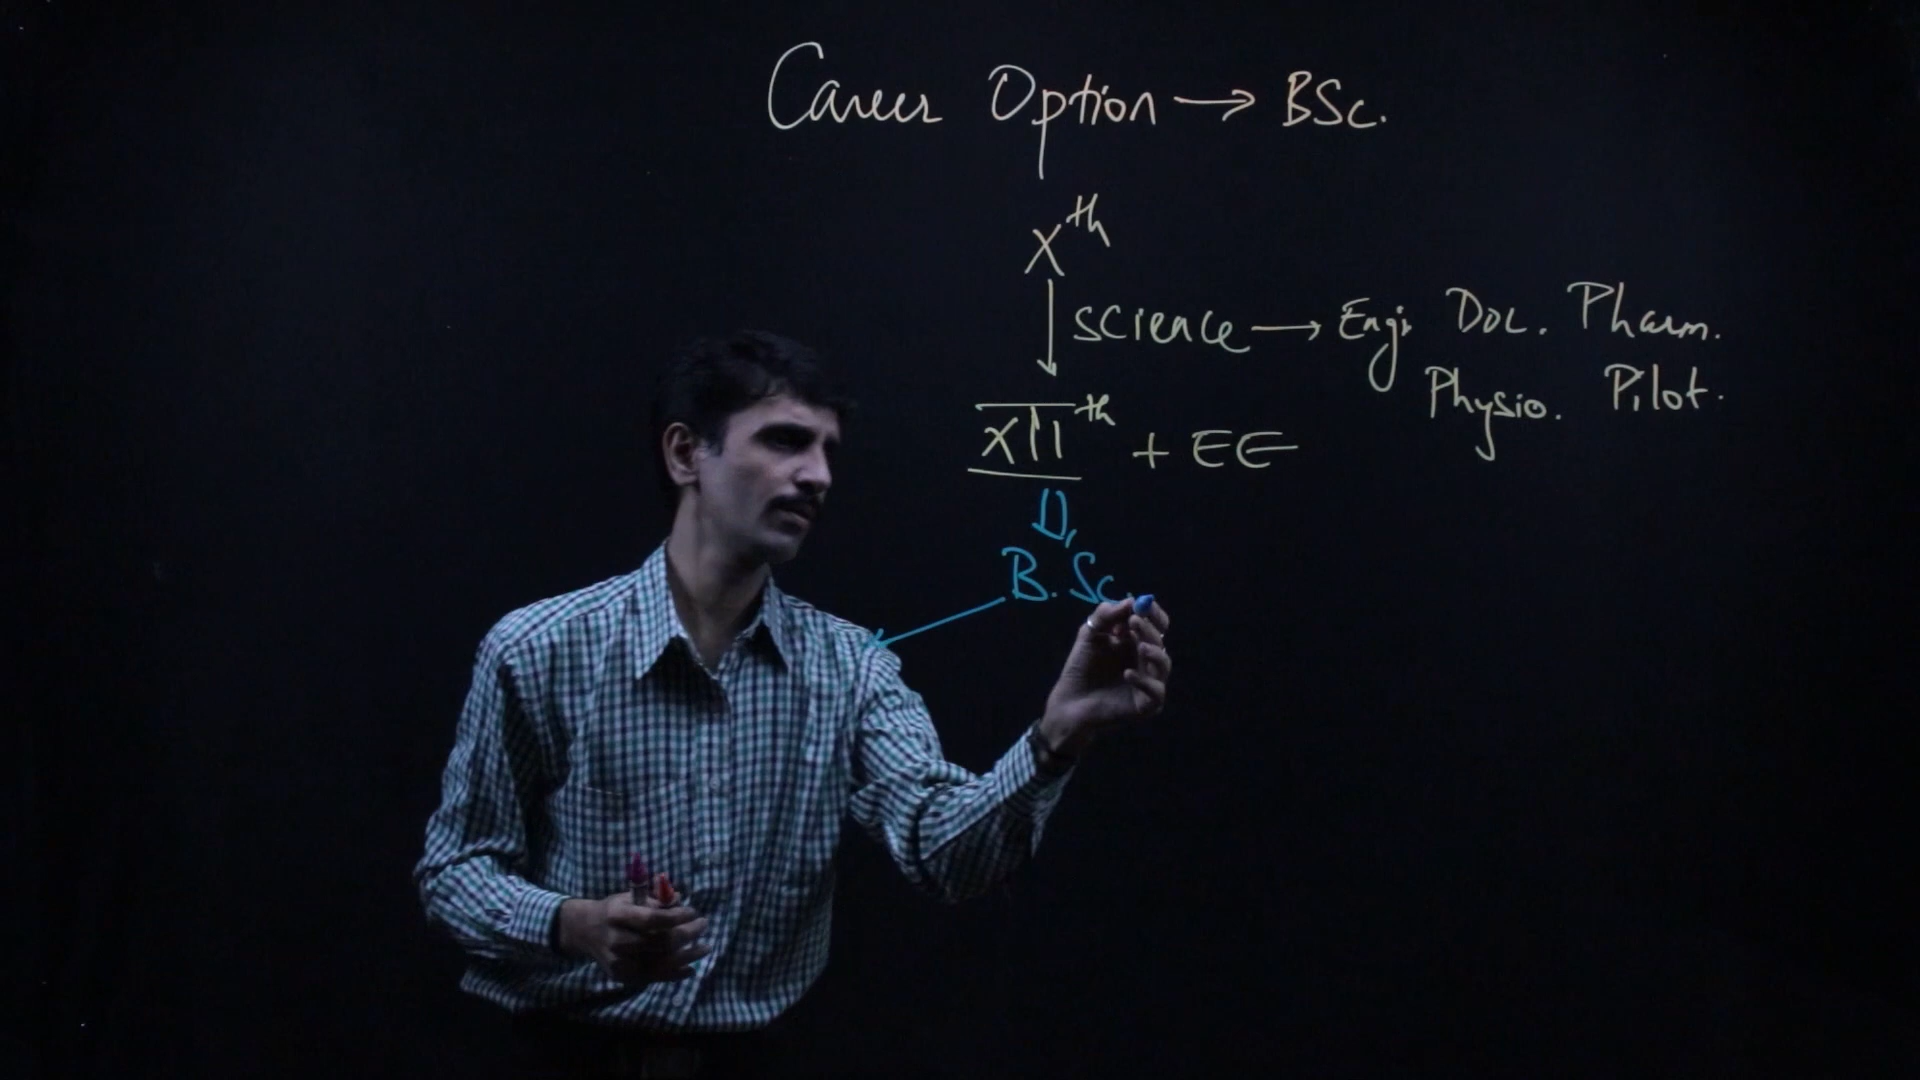 Career Option → BSc.
Xth
science → Engi. Doc. Pharm.
Physio. Pilot.
XIIth + EE
B. Sc.